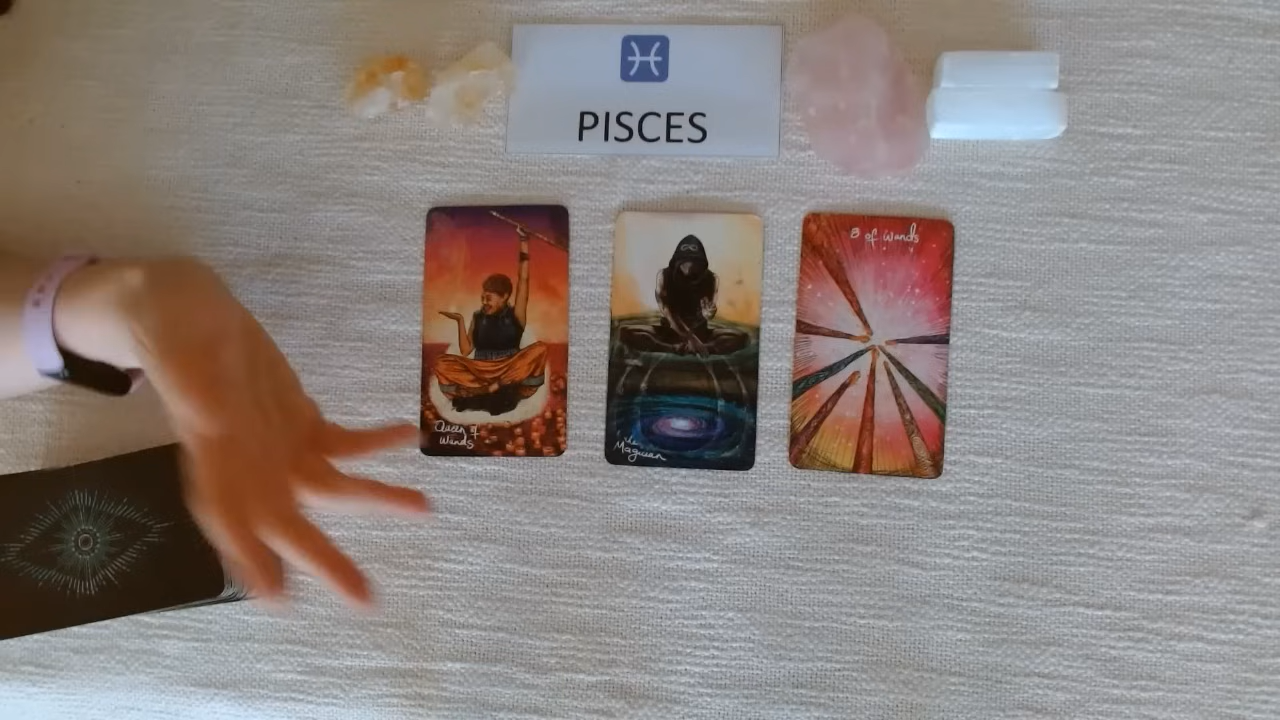 PISCES
Queen of
Wands
the
Magician
8 of wands